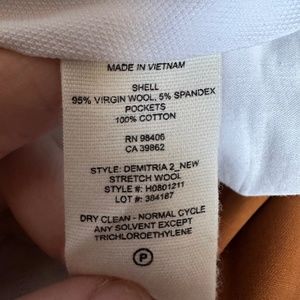 MADE IN VIETNAM
SHELL
95% VIRGIN WOOL, 5% SPANDEX
POCKETS
100% COTTON
RN 98406
CA 39862
STYLE: DEMITRIA 2_NEW
STRETCH WOOL
STYLE #: H0801211
LOT #: 384167
DRY CLEAN - NORMAL CYCLE
ANY SOLVENT EXCEPT
TRICHLOROETHYLENE
P